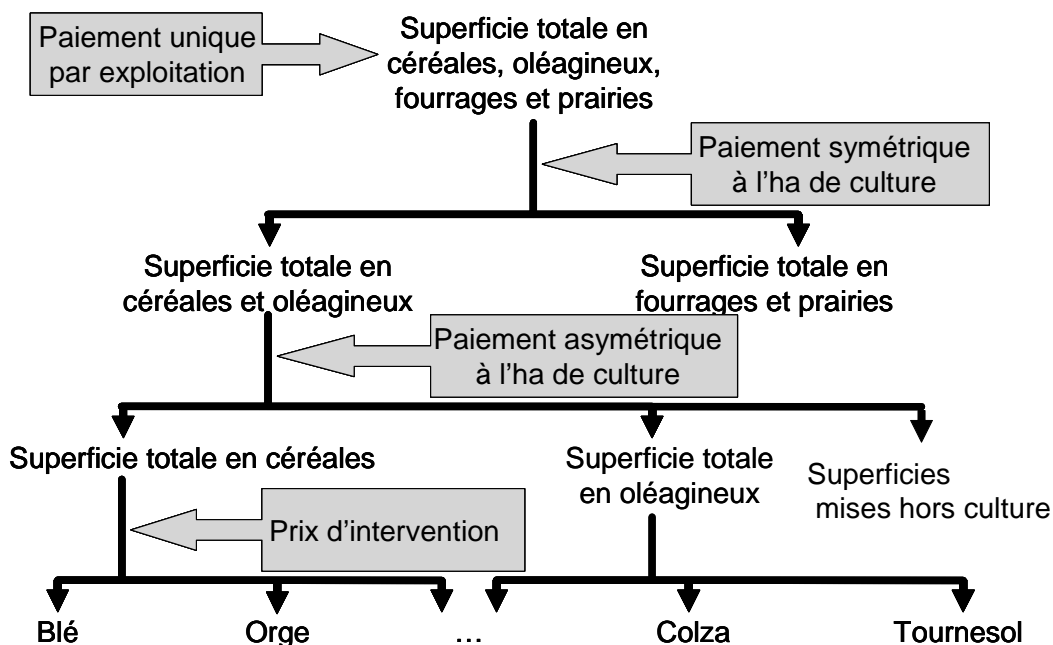 Paiement unique
par exploitation
Superficie totale en
céréales, oléagineux,
fourrages et prairies
Paiement symétrique
à l'ha de culture
Superficie totale en
céréales et oléagineux
Superficie totale en
fourrages et prairies
Paiement asymétrique
à l'ha de culture
Superficie totale en céréales
Superficie totale
en oléagineux
Superficies
mises hors culture
Prix d'intervention
Blé
Orge
…
Colza
Tournesol